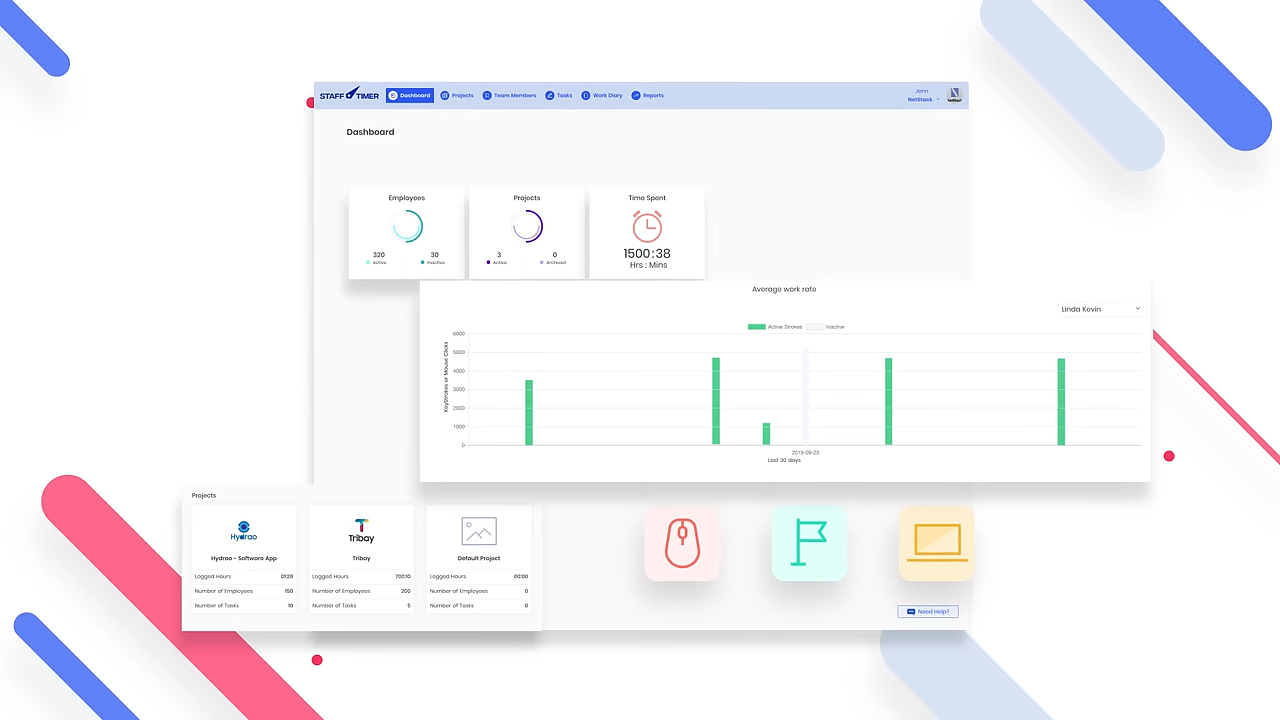 STAFF TIMER Dashboard Projects Team Members Tasks Work Diary Reports
John
NetStack
NetStack
Dashboard
Employees
320 30
Active Inactive
Projects
3 0
Active Archived
Time Spent
1500:38
Hrs : Mins
Average work rate
Linda Kevin
Active Strokes Inactive
KeyStrokes or Mouse Clicks
6000
5000
4000
3000
2000
1000
0
2019-09-23
Last 30 days
Projects
Hydrao
Hydrao - Software App
Logged Hours 01:28
Number of Employees 150
Number of Tasks 10
Tribay
Tribay
Logged Hours 700:10
Number of Employees 200
Number of Tasks 5
Default Project
Logged Hours 00:00
Number of Employees 0
Number of Tasks 0
Need Help?